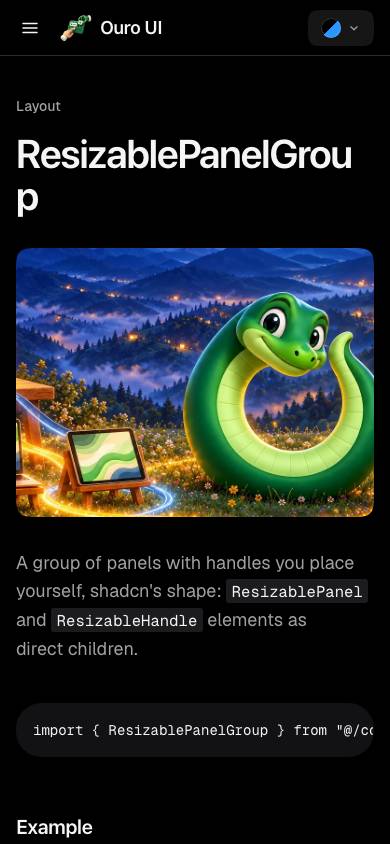 Ouro UI
Layout
ResizablePanelGrou
p
A group of panels with handles you place
yourself, shadcn's shape: ResizablePanel
and ResizableHandle elements as
direct children.
import { ResizablePanelGroup } from "@/co
Example